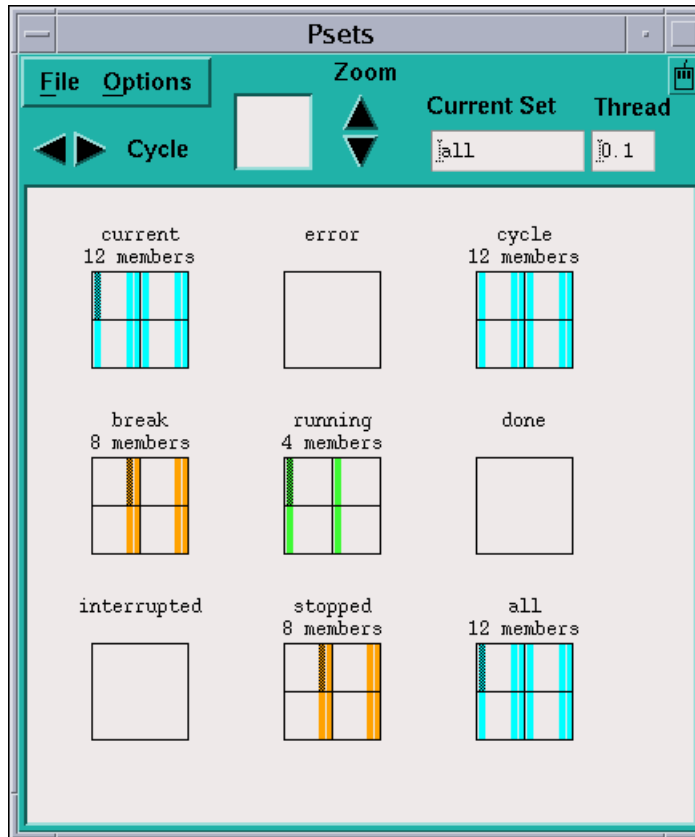 Psets
File Options
Zoom
Current Set
Thread
Cycle
all
0.1
current
12 members
error
cycle
12 members
break
8 members
running
4 members
done
interrupted
stopped
8 members
all
12 members